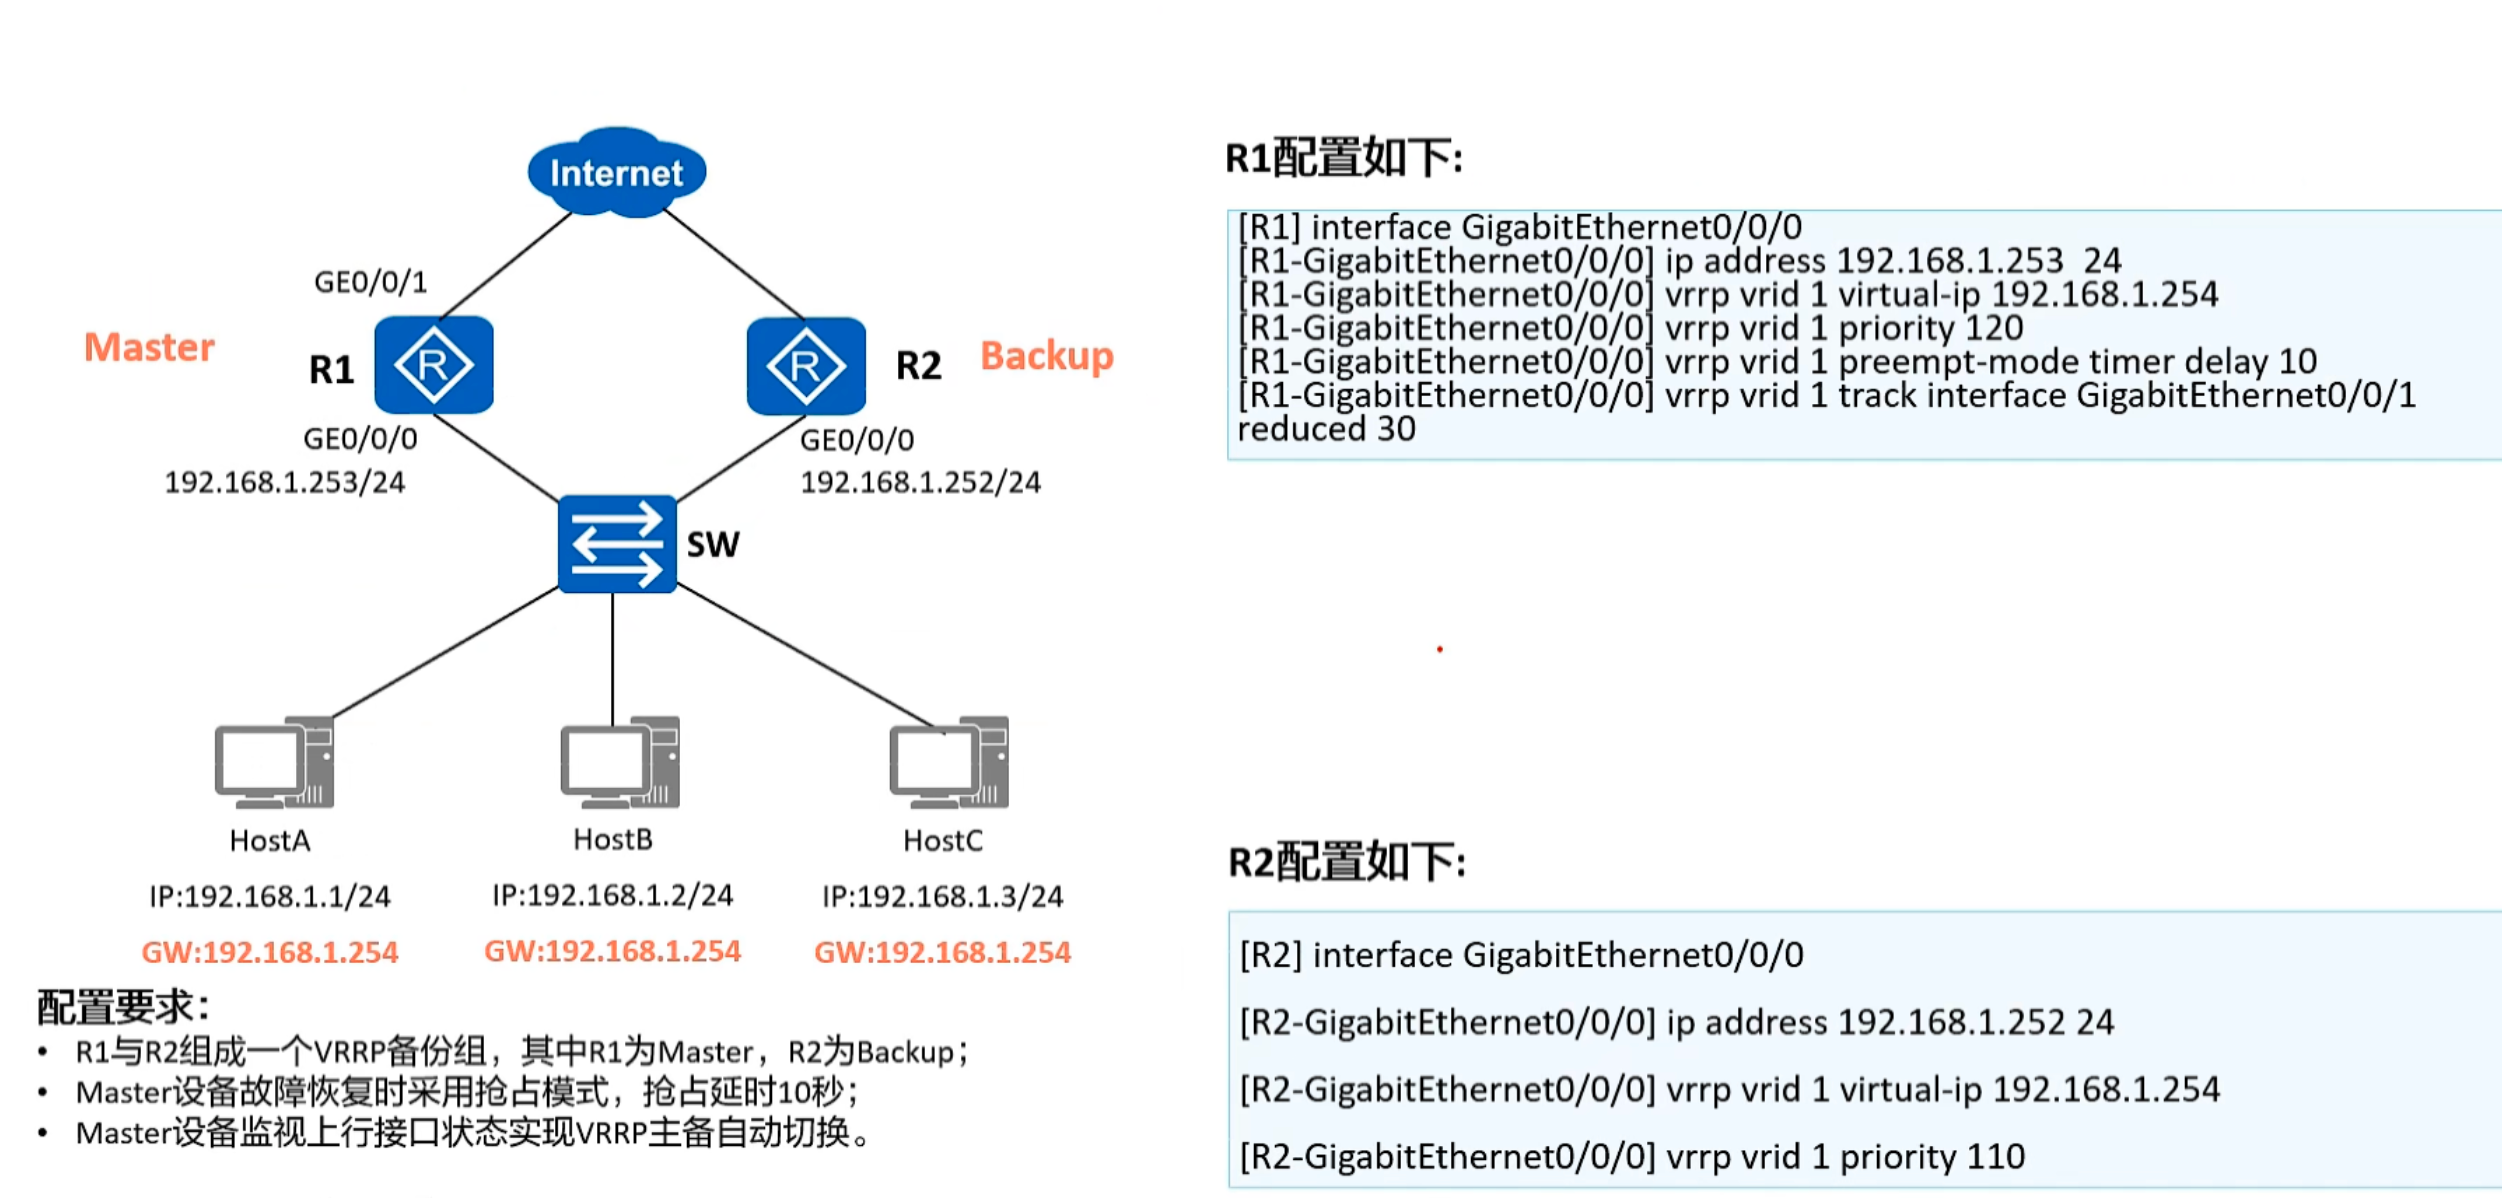 Internet
GE0/0/1
Master
R1
R2
Backup
GE0/0/0
192.168.1.253/24
GE0/0/0
192.168.1.252/24
SW
HostA
HostB
HostC
IP:192.168.1.1/24
IP:192.168.1.2/24
IP:192.168.1.3/24
GW:192.168.1.254
GW:192.168.1.254
GW:192.168.1.254
配置要求：
• R1与R2组成一个VRRP备份组，其中R1为Master，R2为Backup；
• Master设备故障恢复时采用抢占模式，抢占延时10秒；
• Master设备监视上行接口状态实现VRRP主备自动切换。
R1配置如下:
[R1] interface GigabitEthernet0/0/0
[R1-GigabitEthernet0/0/0] ip address 192.168.1.253  24
[R1-GigabitEthernet0/0/0] vrrp vrid 1 virtual-ip 192.168.1.254
[R1-GigabitEthernet0/0/0] vrrp vrid 1 priority 120
[R1-GigabitEthernet0/0/0] vrrp vrid 1 preempt-mode timer delay 10
[R1-GigabitEthernet0/0/0] vrrp vrid 1 track interface GigabitEthernet0/0/1
reduced 30
R2配置如下:
[R2] interface GigabitEthernet0/0/0
[R2-GigabitEthernet0/0/0] ip address 192.168.1.252 24
[R2-GigabitEthernet0/0/0] vrrp vrid 1 virtual-ip 192.168.1.254
[R2-GigabitEthernet0/0/0] vrrp vrid 1 priority 110